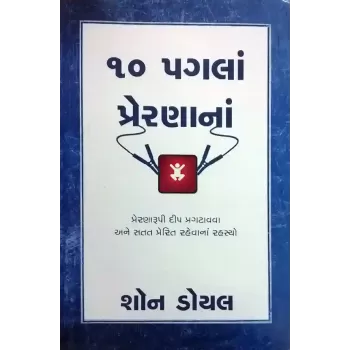 ૧૦ પગલાં
પ્રેરણાનાં
પ્રેરણારૂપી દીપ પ્રગટાવવા
અને સતત પ્રેરિત રહેવાનાં રહસ્યો
શોન ડોયલ